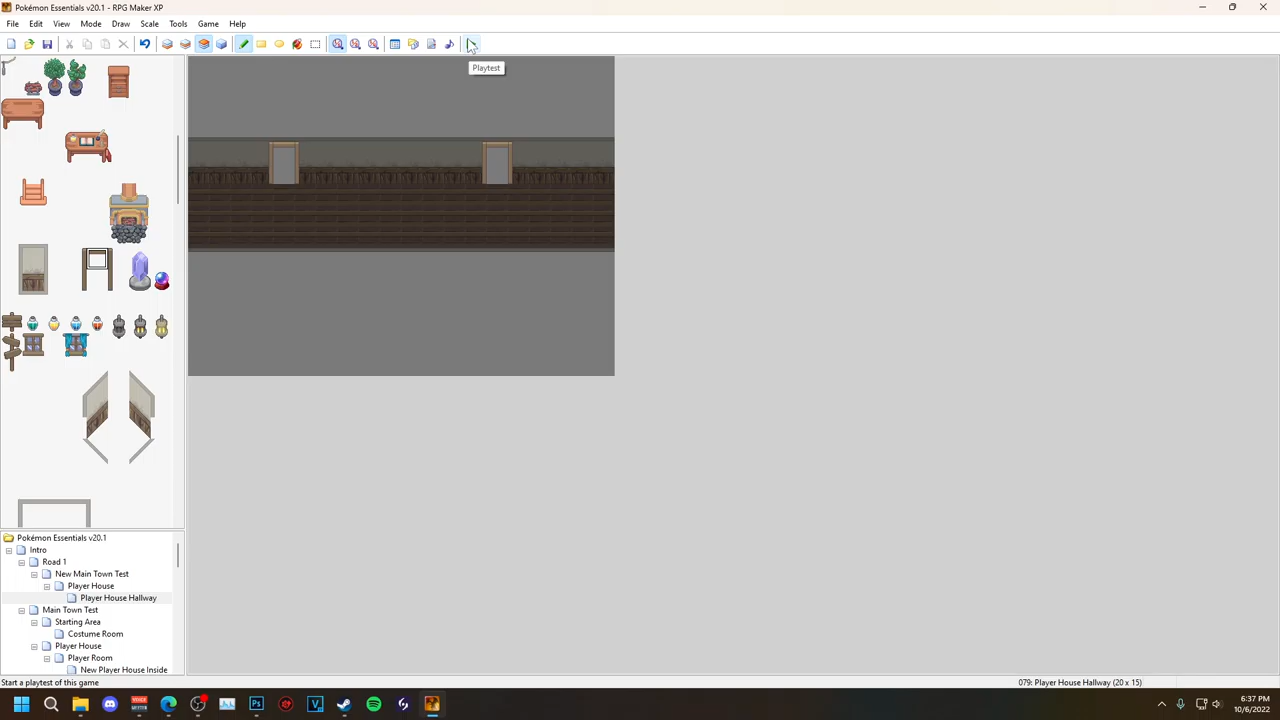 Pokémon Essentials v20.1 - RPG Maker XP
File Edit View Mode Draw Scale Tools Game Help
Playtest
Pokémon Essentials v20.1
Intro
Road 1
New Main Town Test
Player House
Player House Hallway
Main Town Test
Starting Area
Costume Room
Player House
Player Room
New Player House Inside
Start a playtest of this game
079: Player House Hallway (20 x 15)
6:37 PM
10/6/2022